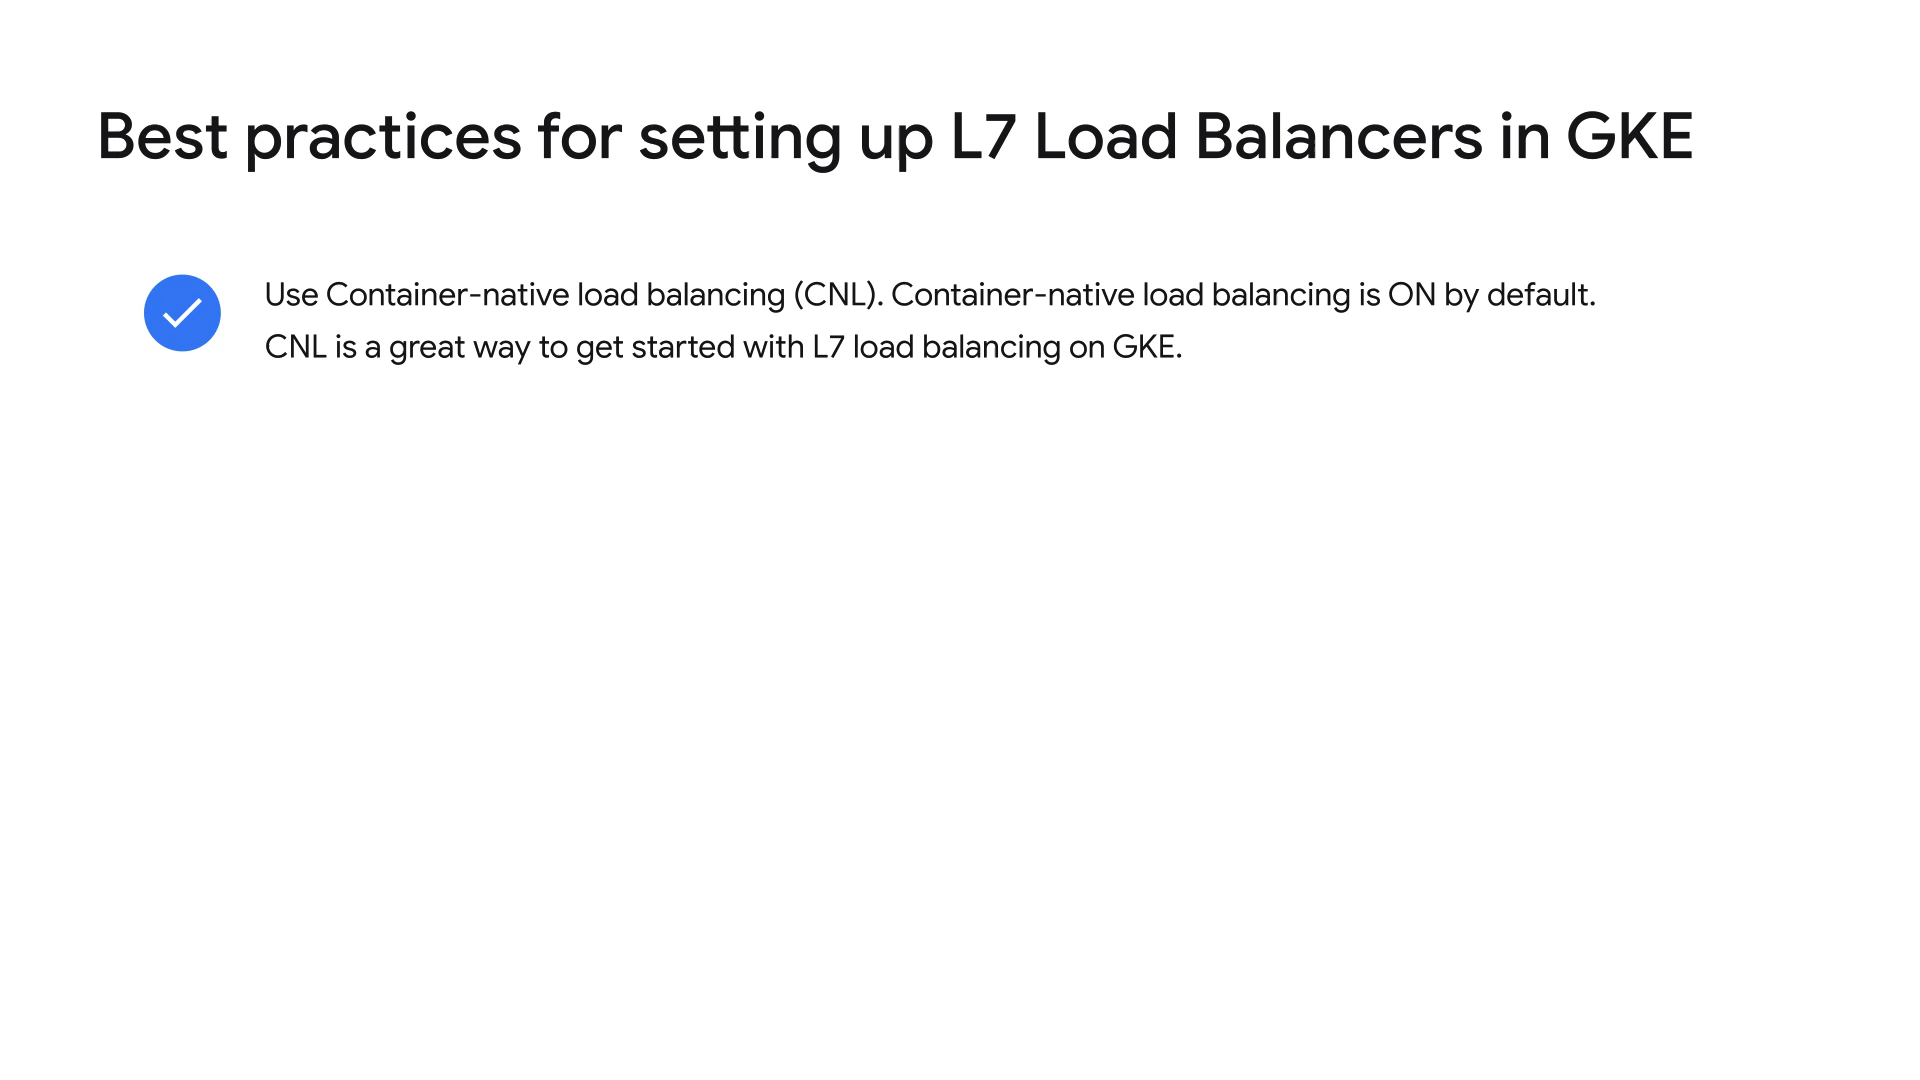 Best practices for setting up L7 Load Balancers in GKE
Use Container-native load balancing (CNL). Container-native load balancing is ON by default.
CNL is a great way to get started with L7 load balancing on GKE.